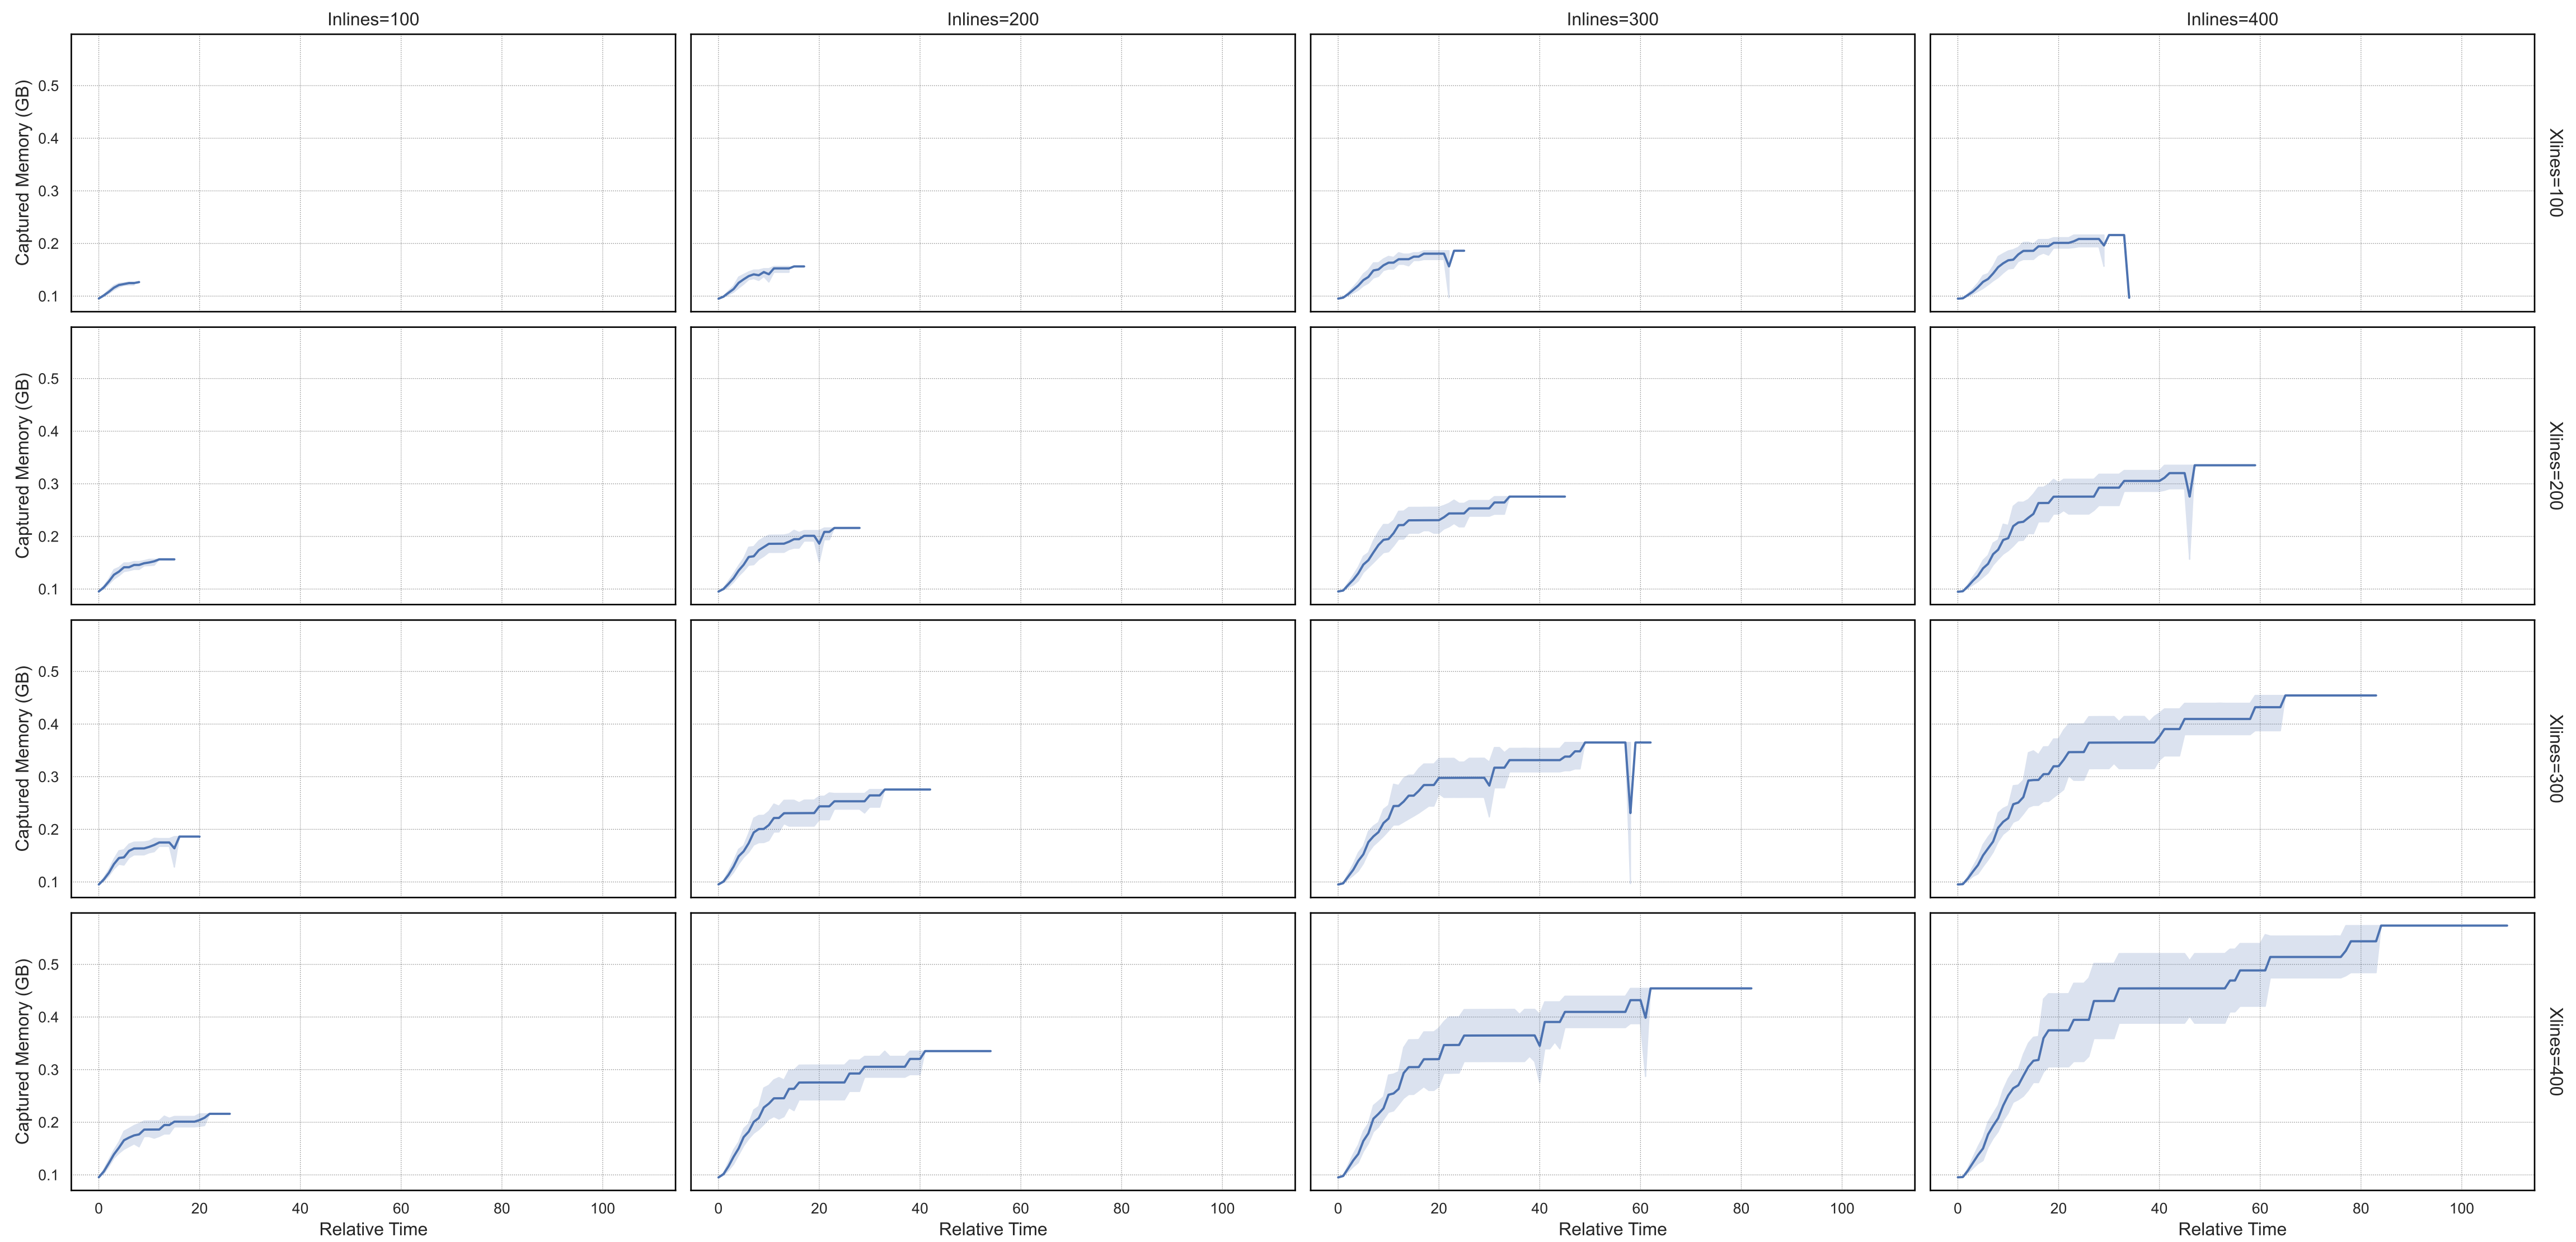 Inlines=100 Inlines=200 Inlines=300 Inlines=400
Captured Memory (GB)
0.5
0.4
0.3
0.2
0.1
Xlines=100
Captured Memory (GB)
0.5
0.4
0.3
0.2
0.1
Xlines=200
Captured Memory (GB)
0.5
0.4
0.3
0.2
0.1
Xlines=300
Captured Memory (GB)
0.5
0.4
0.3
0.2
0.1
Xlines=400
0 20 40 60 80 100 0 20 40 60 80 100 0 20 40 60 80 100 0 20 40 60 80 100
Relative Time Relative Time Relative Time Relative Time